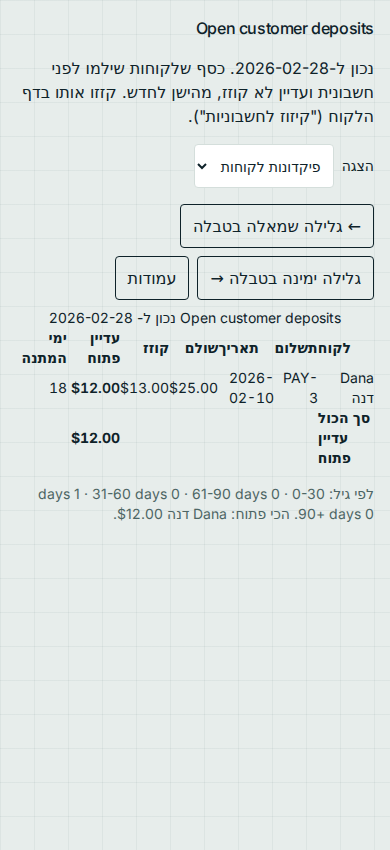 Open customer deposits
נכון ל-2026-02-28. כסף שלקוחות שילמו לפני
חשבונית ועדיין לא קוזז, מהישן לחדש. קזזו אותו בדף
הלקוח ("קיזוז לחשבוניות").
הצגה פיקדונות לקוחות
← גלילה שמאלה בטבלה
גלילה ימינה בטבלה →
עמודות
Open customer deposits נכון ל- 2026-02-28
לקוח תשלום תאריך שולם קוזז עדיין פתוח ימי המתנה
Dana דנה PAY-3 2026-02-10 $25.00 $13.00 $12.00 18
סך הכול עדיין פתוח $12.00
לפי גיל: 0-30 days 1 · 31-60 days 0 · 61-90 days 0 ·
90+ days 0. הכי פתוח: Dana דנה $12.00.